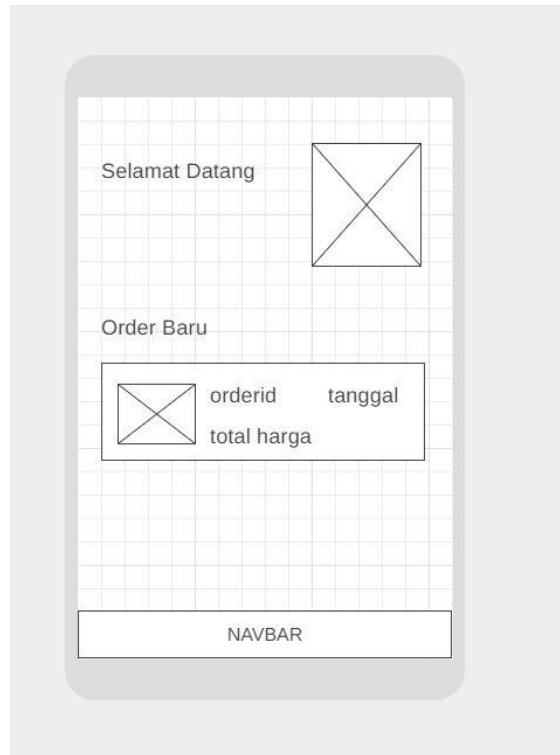 Selamat Datang
Order Baru
orderid tanggal
total harga
NAVBAR